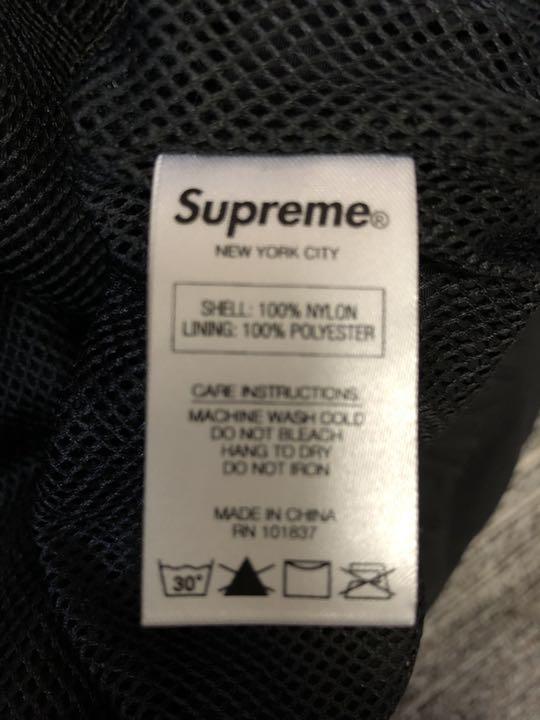 Supreme®
NEW YORK CITY
SHELL: 100% NYLON
LINING: 100% POLYESTER
CARE INSTRUCTIONS:
MACHINE WASH COLD
DO NOT BLEACH
HANG TO DRY
DO NOT IRON
MADE IN CHINA
RN 101837
30°